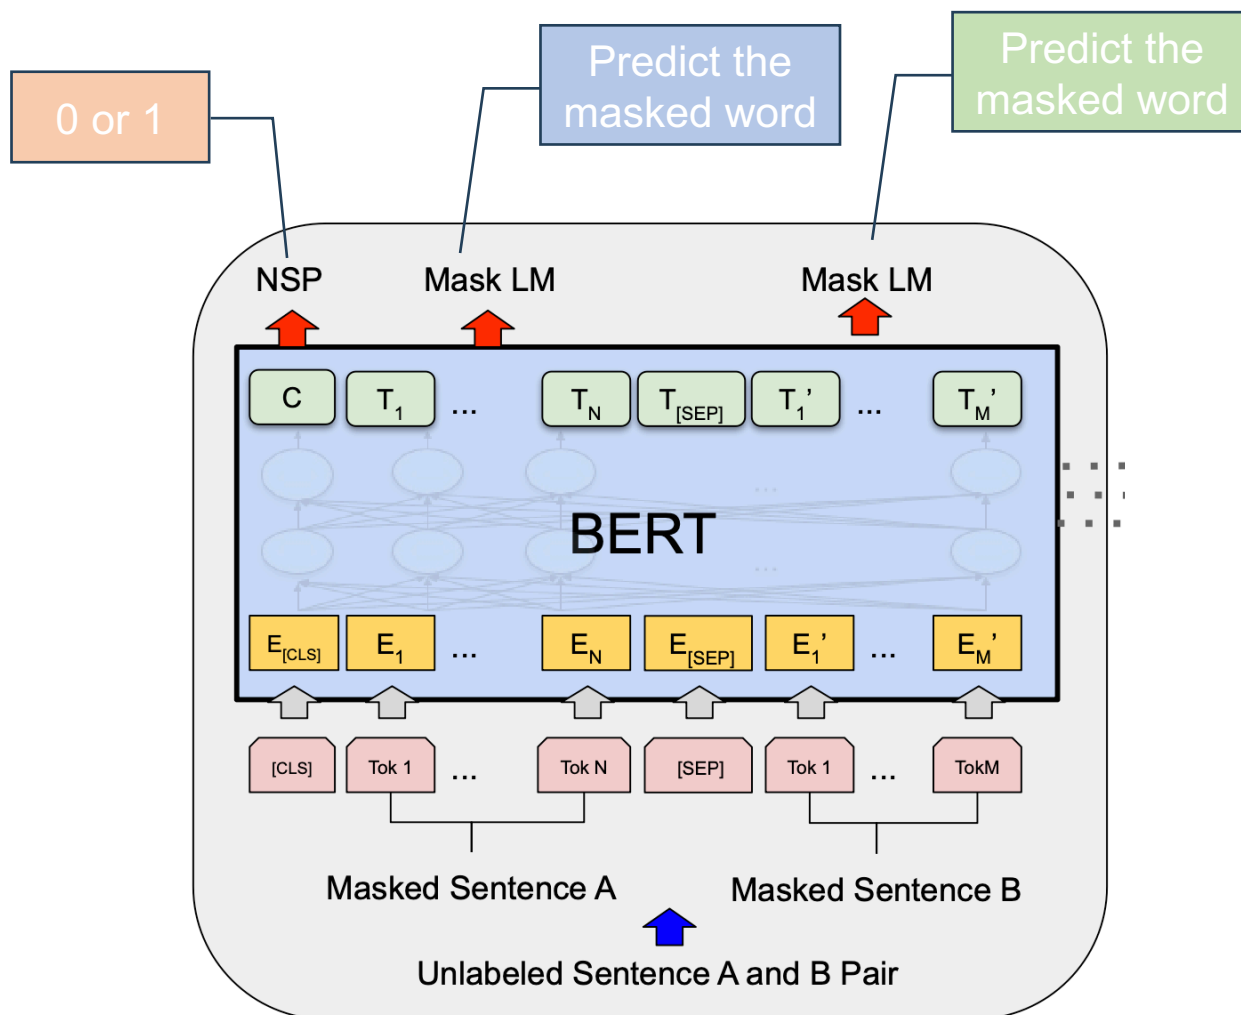 Predict the
masked word
Predict the
masked word
0 or 1
NSP
Mask LM
Mask LM
C T1 ... TN T[SEP] T1’ ... TM’
...
BERT
...
E[CLS] E1 ... EN E[SEP] E1’ ... EM’
[CLS] Tok 1 ... Tok N [SEP] Tok 1 ... TokM
Masked Sentence A
Masked Sentence B
Unlabeled Sentence A and B Pair